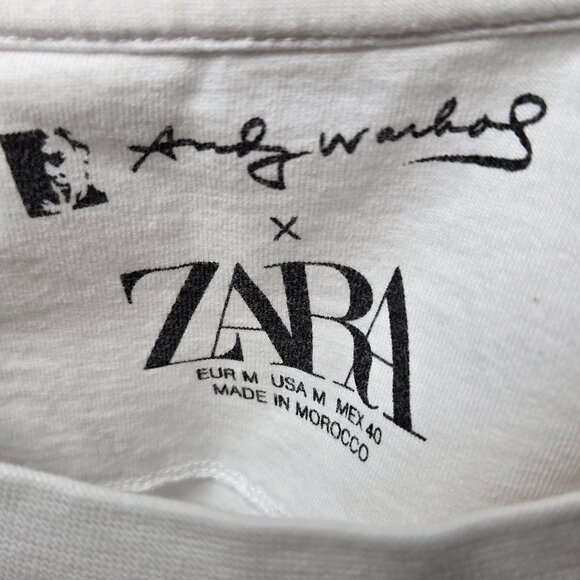 Andy Warhol
x
ZARA
EUR M USA M MEX 40
MADE IN MOROCCO